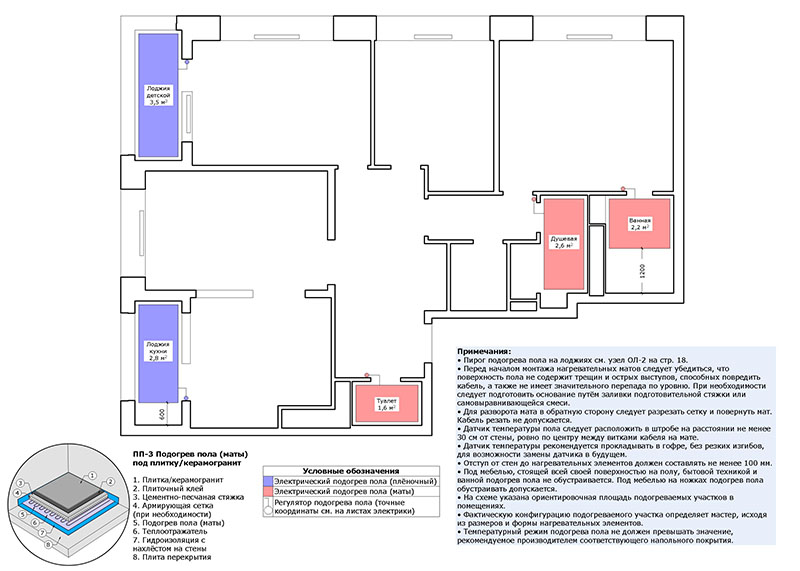 Лоджия
детской
3,5 м²
Ванная
2,2 м²
Душевая
2,6 м²
1200
Лоджия
кухни
2,8 м²
600
Туалет
1,6 м²
Примечания:
• Пирог подогрева пола на лоджиях см. узел ОЛ-2 на стр. 18.
• Перед началом монтажа нагревательных матов следует убедиться, что
поверхность пола не содержит трещин и острых выступов, способных повредить
кабель, а также не имеет значительного перепада по уровню. При необходимости
следует подготовить основание путём заливки подготовительной стяжки или
самовыравнивающейся смеси.
• Для разворота мата в обратную сторону следует разрезать сетку и повернуть мат.
Кабель резать не допускается.
• Датчик температуры пола следует расположить в штробе на расстоянии не менее
30 см от стены, ровно по центру между витками кабеля на мате.
• Датчик температуры рекомендуется прокладывать в гофре, без резких изгибов,
для возможности замены датчика в будущем.
• Отступ от стен до нагревательных элементов должен составлять не менее 100 мм.
• Под мебелью, стоящей всей своей поверхностью на полу, бытовой техникой и
ванной подогрев пола не обустраивается. Под мебелью на ножках подогрев пола
обустраивать допускается.
• На схеме указана ориентировочная площадь подогреваемых участков в
помещениях.
• Фактическую конфигурацию подогреваемого участка определяет мастер, исходя
из размеров и формы нагревательных элементов.
• Температурный режим подогрева пола не должен превышать значение,
рекомендуемое производителем соответствующего напольного покрытия.
ПП-3 Подогрев пола (маты)
под плитку/керамогранит
1. Плитка/керамогранит
2. Плиточный клей
3. Цементно-песчаная стяжка
4. Армирующая сетка
(при необходимости)
5. Подогрев пола (маты)
6. Теплоотражатель
7. Гидроизоляция с
нахлёстом на стены
8. Плита перекрытия
1
2
3
4
5
6
7
8
Условные обозначения
Электрический подогрев пола (плёночный)
Электрический подогрев пола (маты)
Регулятор подогрева пола (точные
координаты см. на листах электрики)